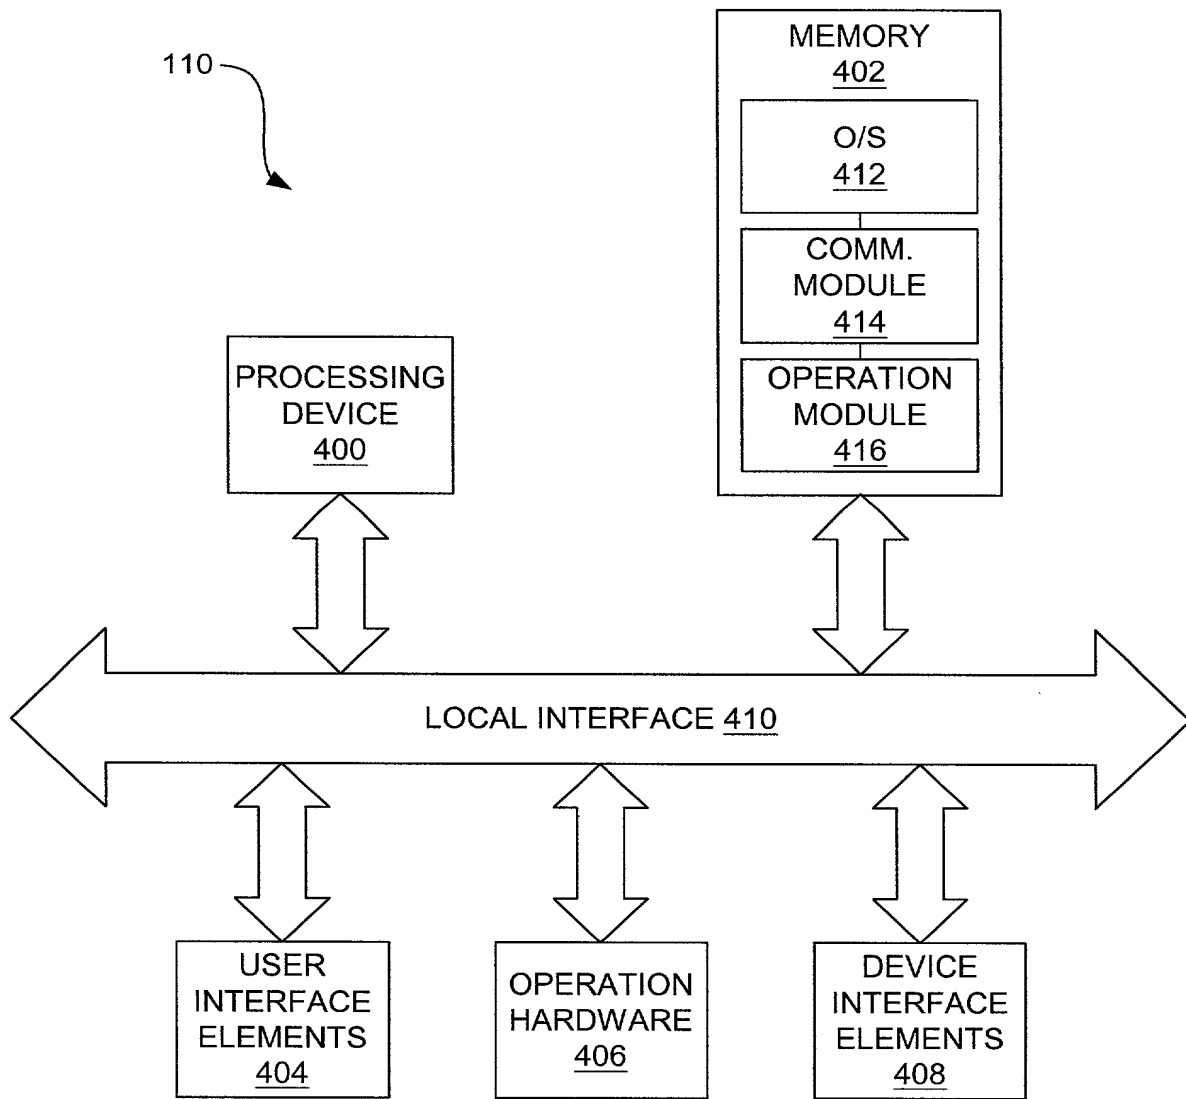 110
MEMORY
402
O/S
412
COMM.
MODULE
414
OPERATION
MODULE
416
PROCESSING
DEVICE
400
LOCAL INTERFACE 410
USER
INTERFACE
ELEMENTS
404
OPERATION
HARDWARE
406
DEVICE
INTERFACE
ELEMENTS
408